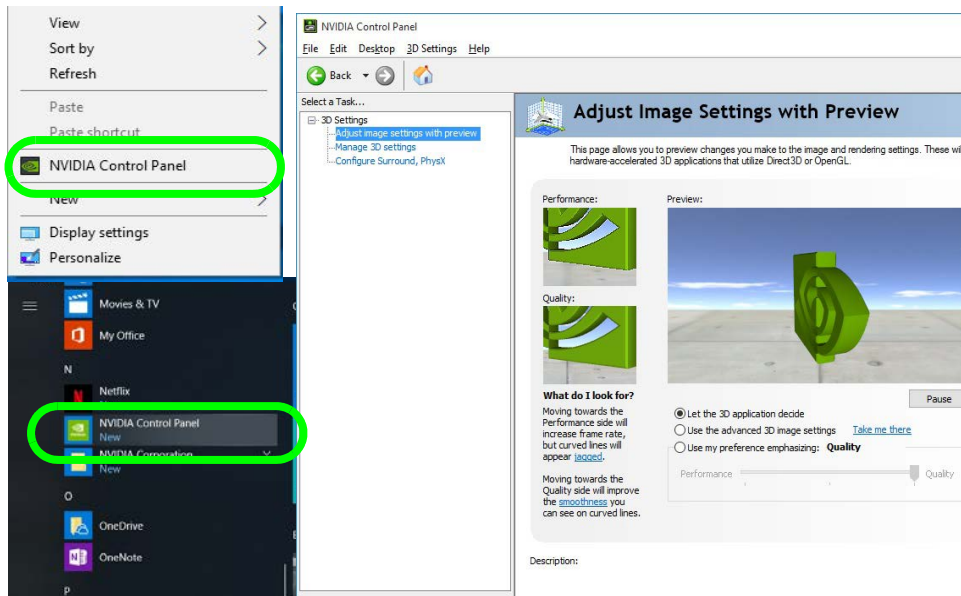 View
Sort by
Refresh
Paste
Paste shortcut
NVIDIA Control Panel
New
Display settings
Personalize
Movies & TV
My Office
N
Netflix
NVIDIA Control Panel
New
NVIDIA Corporation
New
O
OneDrive
OneNote
P
NVIDIA Control Panel
File Edit Desktop 3D Settings Help
Back
Select a Task...
3D Settings
Adjust image settings with preview
Manage 3D settings
Configure Surround, PhysX
Adjust Image Settings with Preview
This page allows you to preview changes you make to the image and rendering settings. These
hardware-accelerated 3D applications that utilize Direct3D or OpenGL.
Performance:
Preview:
Quality:
What do I look for?
Moving towards the
Performance side will
increase frame rate,
but curved lines will
appear jagged.
Moving towards the
Quality side will improve
the smoothness you
can see on curved lines.
Pause
Let the 3D application decide
Use the advanced 3D image settings Take me there
Use my preference emphasizing: Quality
Performance Quality
Description: